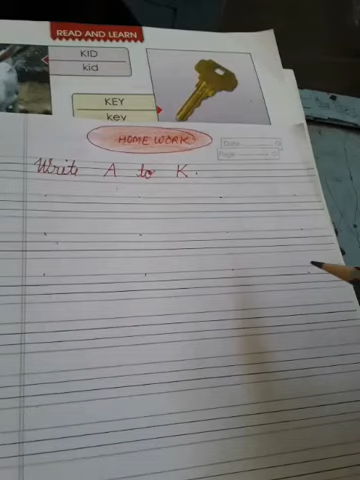 READ AND LEARN
KID
kid
KEY
key
HOME WORK
Date
Page
Write A to K.